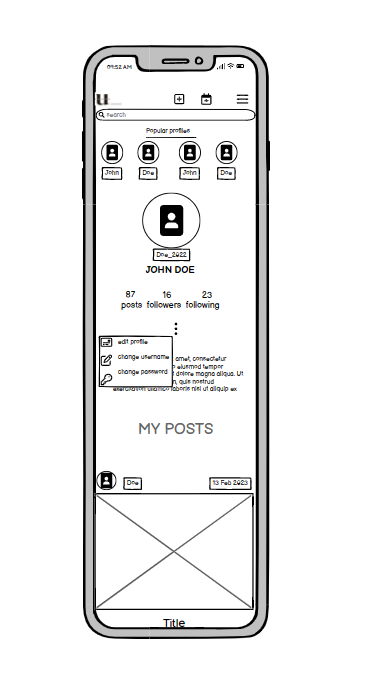 09:52 AM
search
Popular profiles
John Doe John Doe
Doe_2022
JOHN DOE
87 16 23
posts followers following
edit profile
change username amet, consectetur
eiusmod tempor
change password dolore magna aliqua. Ut
quis nostrud
exercitation ullamco laboris nisi ut aliquip ex
MY POSTS
Doe 13 Feb 2023
Title